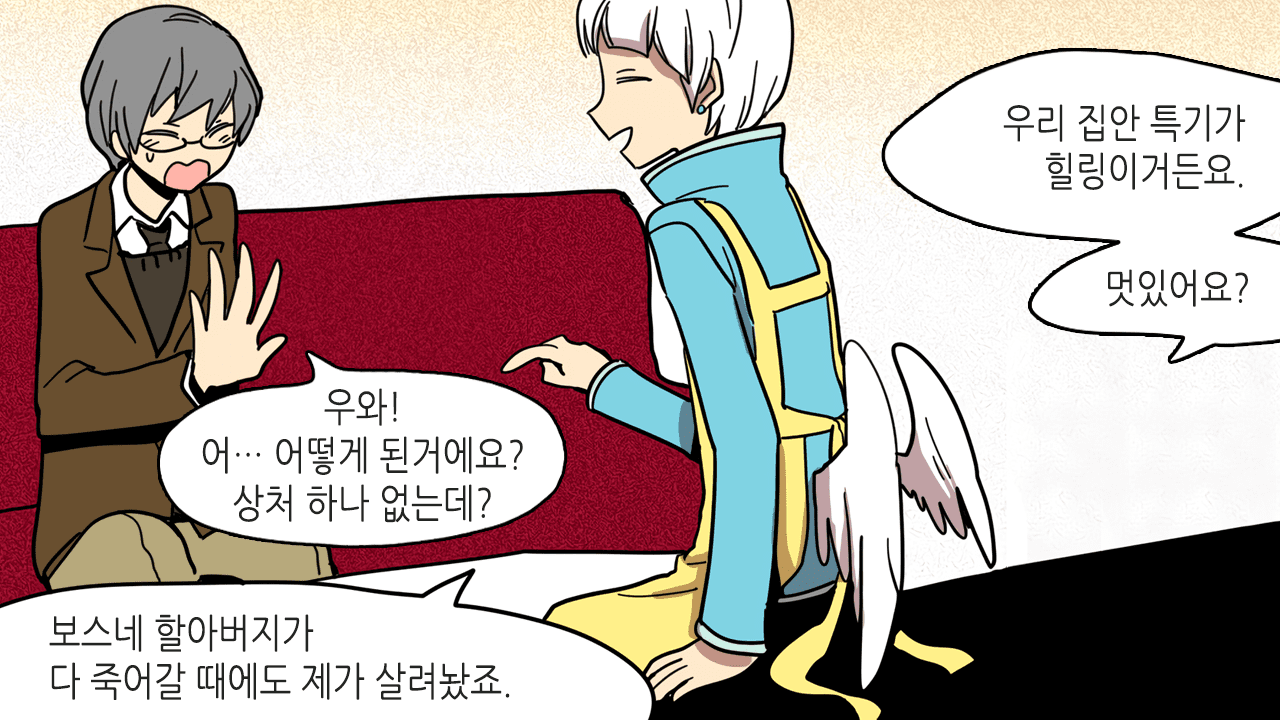 우리 집안 특기가
힐링이거든요.
멋있어요?
우와!
어… 어떻게 된거에요?
상처 하나 없는데?
보스네 할아버지가
다 죽어갈 때에도 제가 살려놨죠.